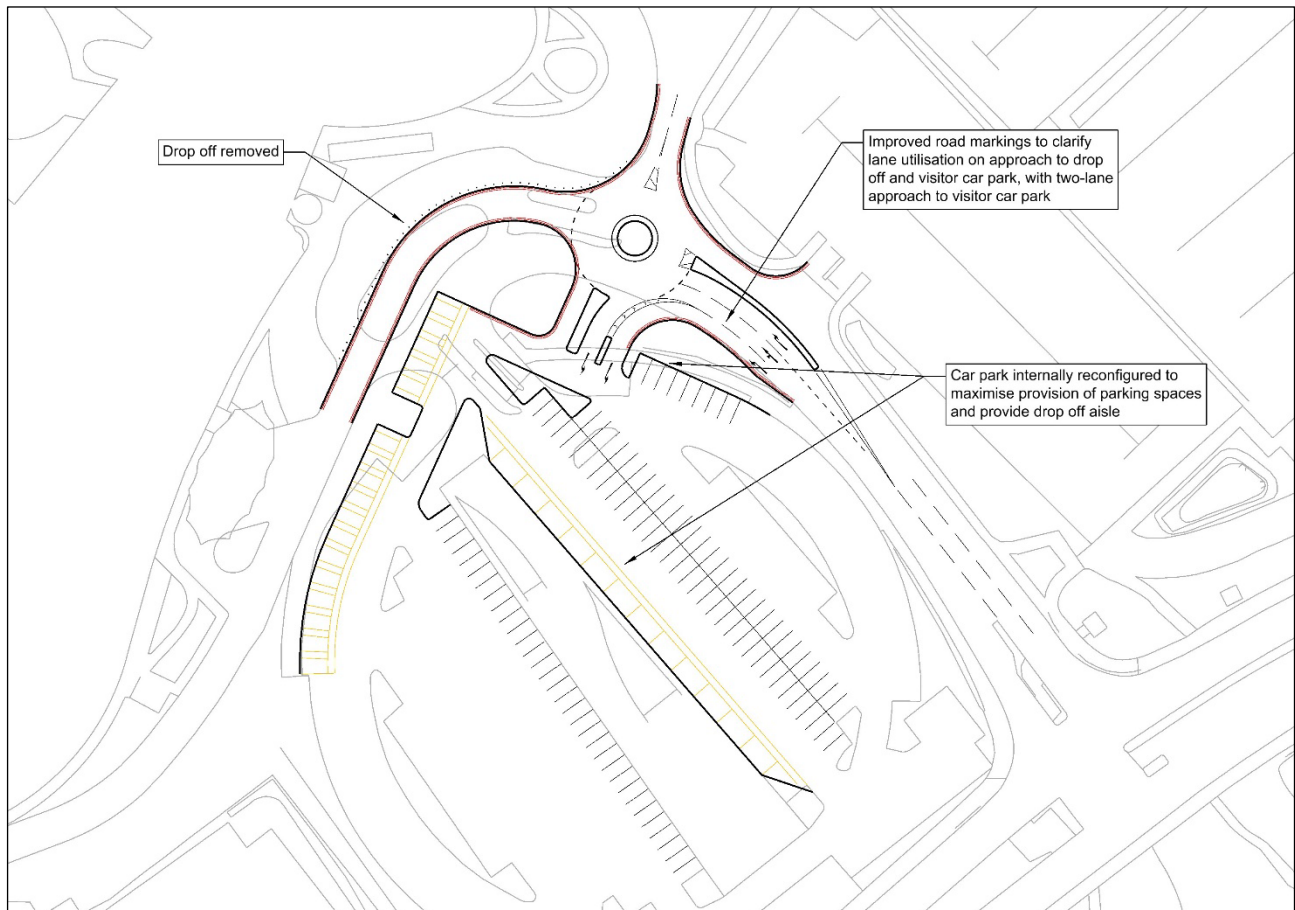 Drop off removed
Improved road markings to clarify
lane utilisation on approach to drop
off and visitor car park, with two-lane
approach to visitor car park
Car park internally reconfigured to
maximise provision of parking spaces
and provide drop off aisle